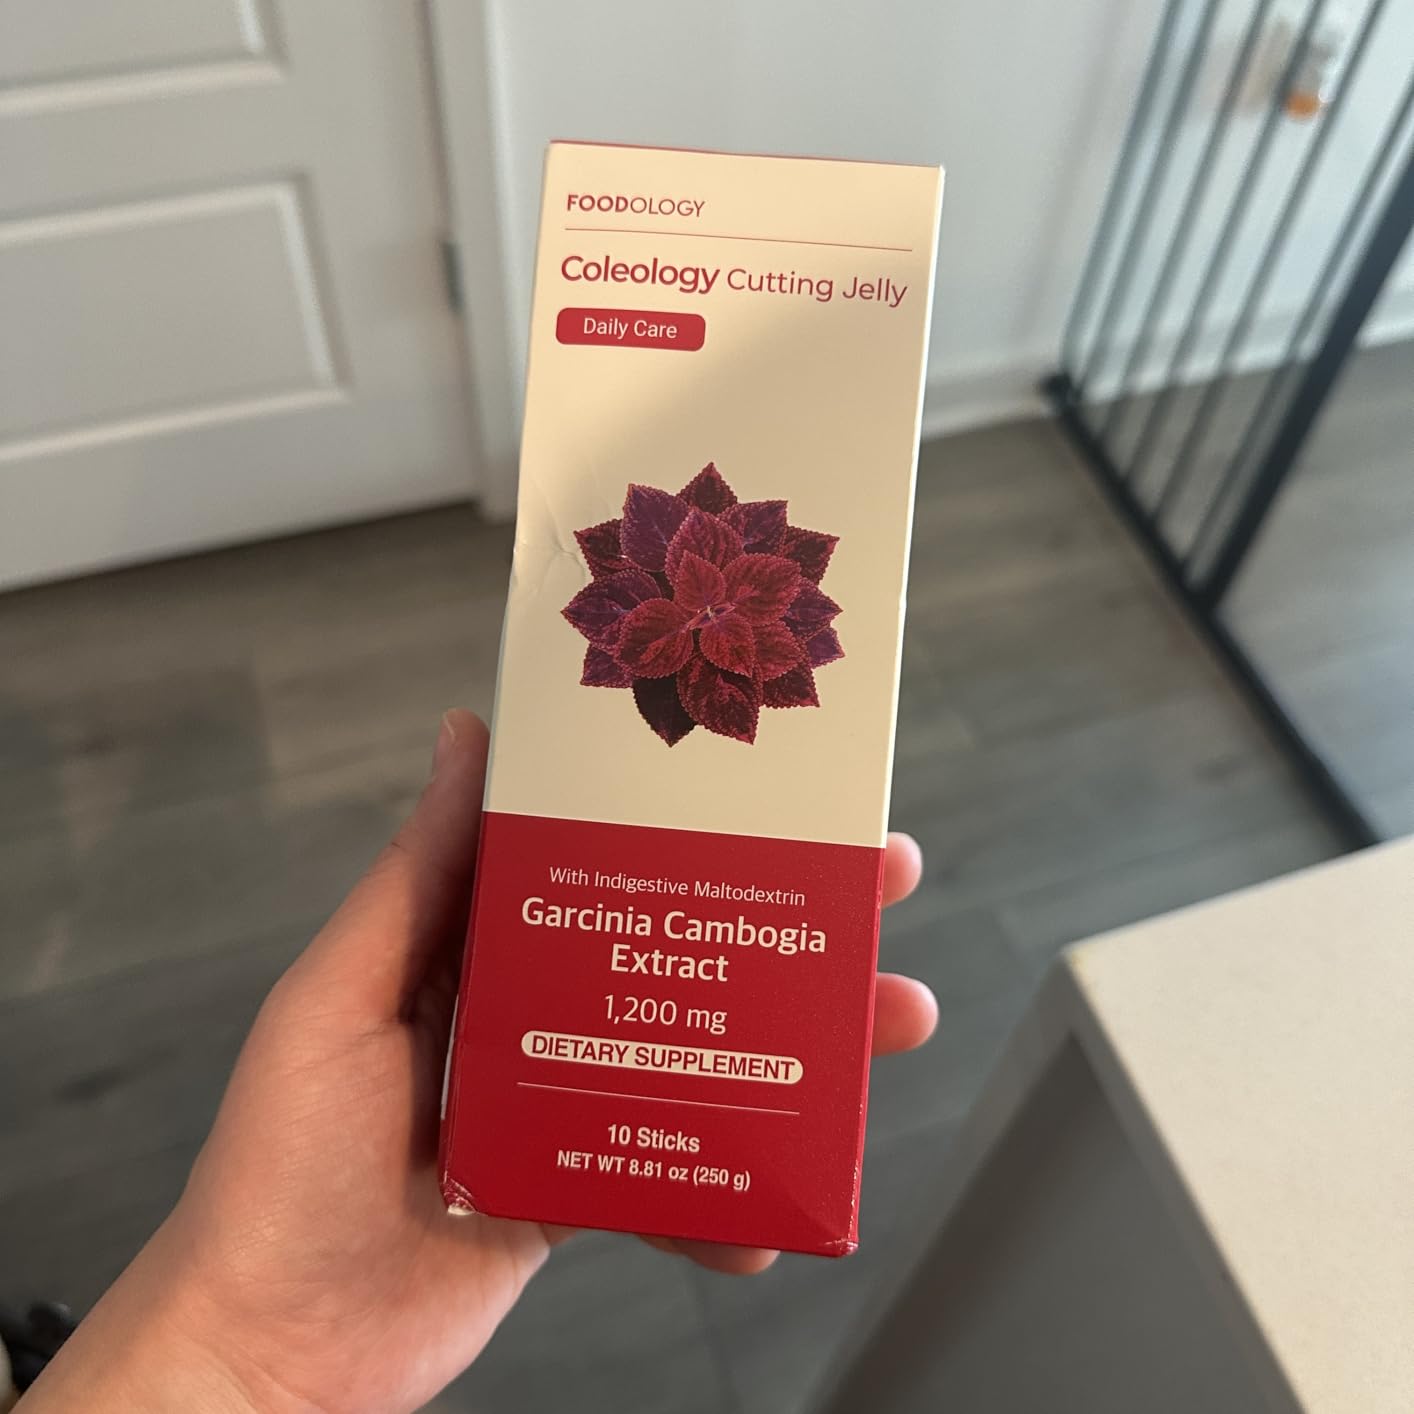 FOODOLOGY
Coleology Cutting Jelly
Daily Care
With Indigestive Maltodextrin
Garcinia Cambogia
Extract
1,200 mg
DIETARY SUPPLEMENT
10 Sticks
NET WT 8.81 oz (250 g)